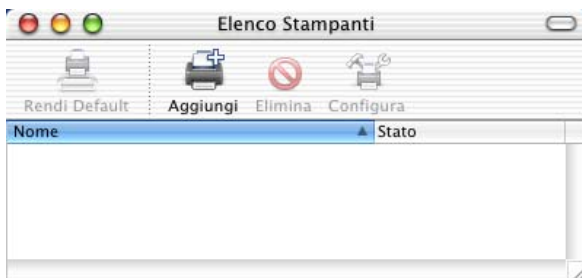 Elenco Stampanti
Rendi Default Aggiungi Elimina Configura
Nome Stato